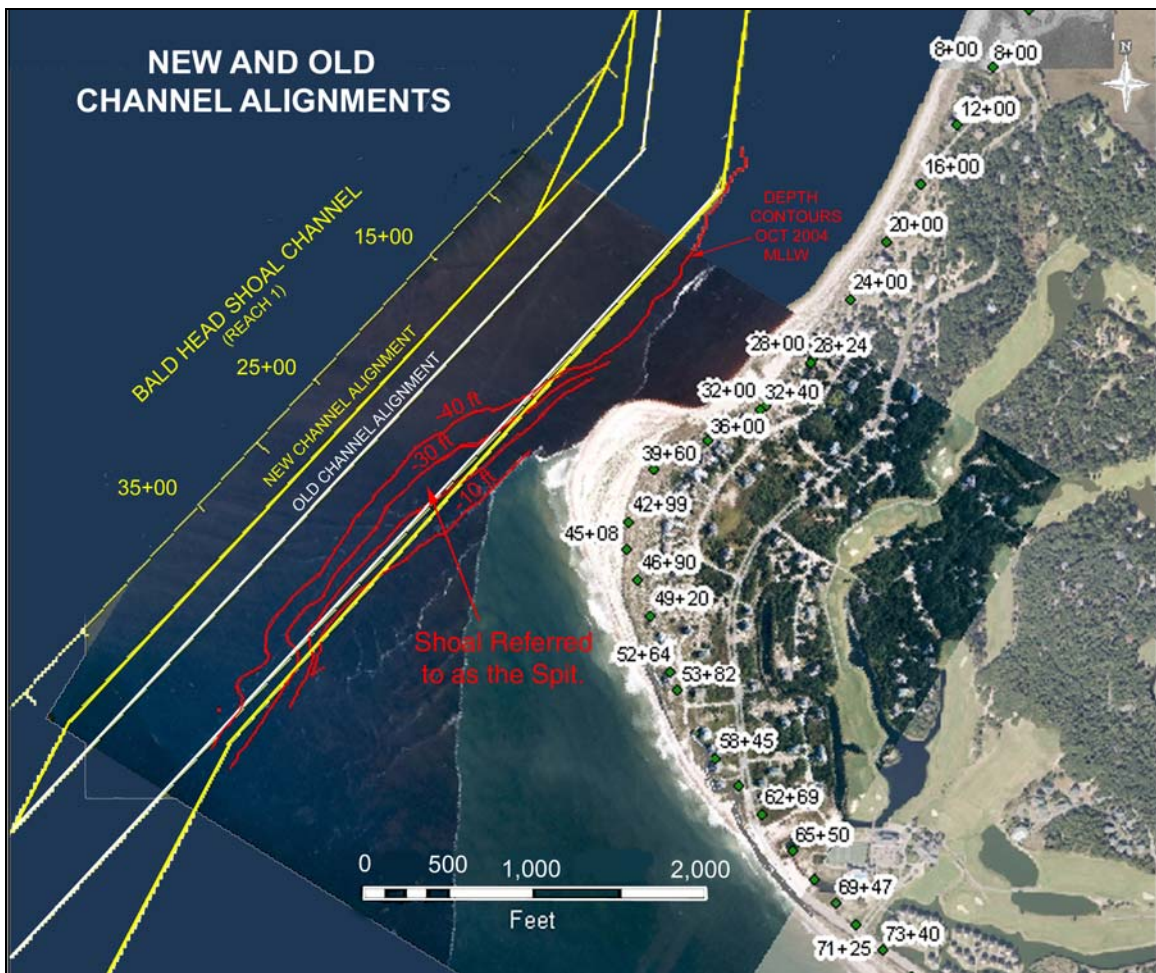 NEW AND OLD
CHANNEL ALIGNMENTS
N
8+00
8+00
12+00
16+00
20+00
24+00
28+00
28+24
32+00
32+40
36+00
39+60
42+99
45+08
46+90
49+20
52+64
53+82
58+45
62+69
65+50
69+47
73+40
71+25
DEPTH
CONTOURS
OCT 2004
MLLW
BALD HEAD SHOAL CHANNEL
(REACH 1)
15+00
25+00
35+00
NEW CHANNEL ALIGNMENT
OLD CHANNEL ALIGNMENT
-40 ft
-30 ft
-10 ft
Shoal Referred
to as the Spit.
0
500
1,000
2,000
Feet